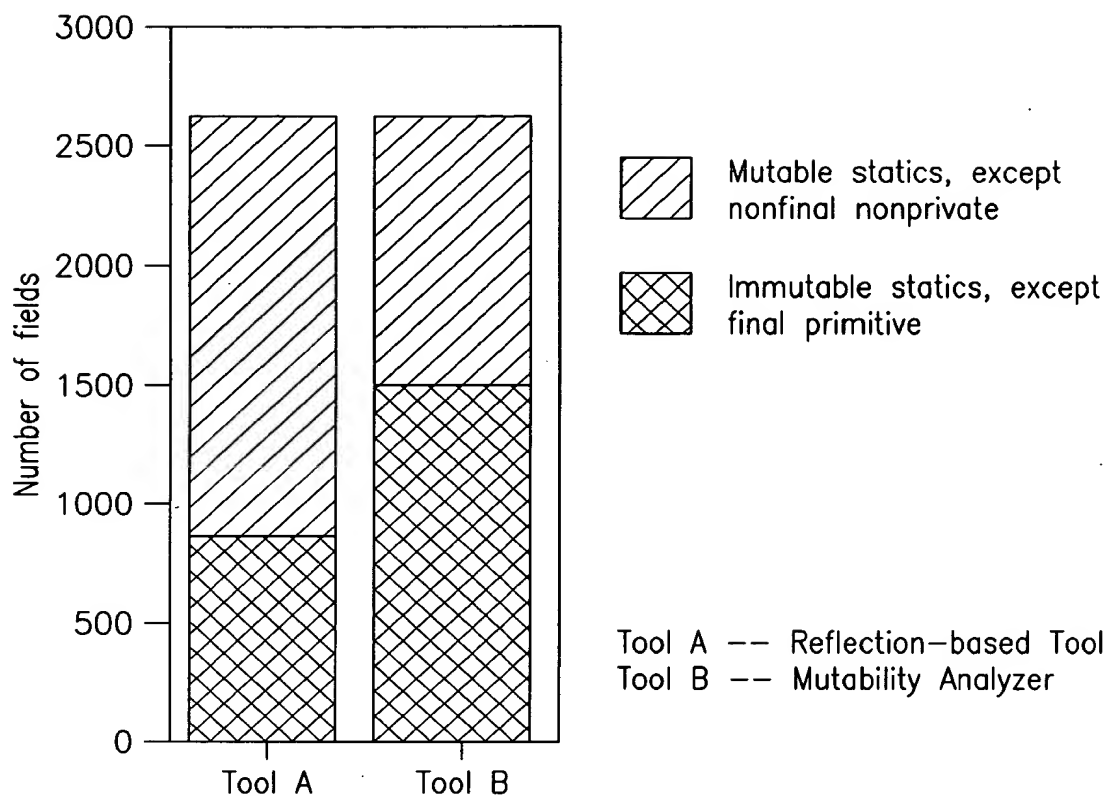 3000
2500
2000
1500
1000
500
0
Number of fields
Tool A
Tool B
Mutable statics, except
nonfinal nonprivate
Immutable statics, except
final primitive
Tool A -- Reflection-based Tool
Tool B -- Mutability Analyzer